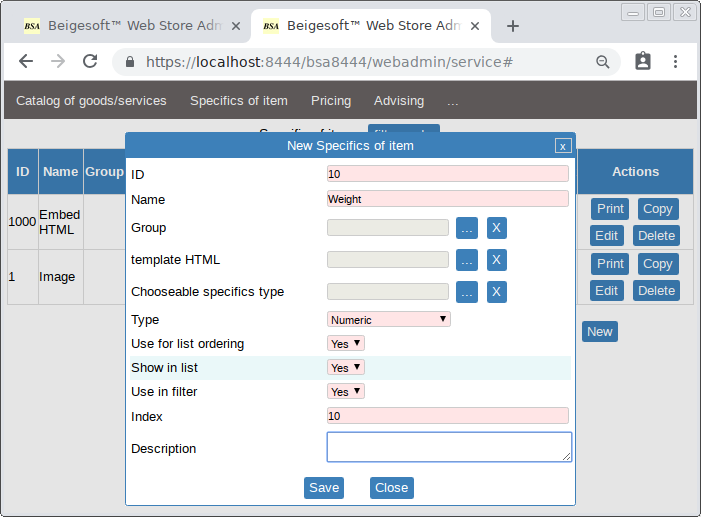 BSA Beigesoft™ Web Store Adm
BSA Beigesoft™ Web Store Adm
https://localhost:8444/bsa8444/webadmin/service#
Catalog of goods/services Specifics of item Pricing Advising ...
New Specifics of item x
ID Name Group Actions
1000 Embed HTML Print Copy
Edit Delete
1 Image Print Copy
Edit Delete
New
ID 10
Name Weight
Group ... X
template HTML ... X
Chooseable specifics type ... X
Type Numeric
Use for list ordering Yes
Show in list Yes
Use in filter Yes
Index 10
Description
Save Close